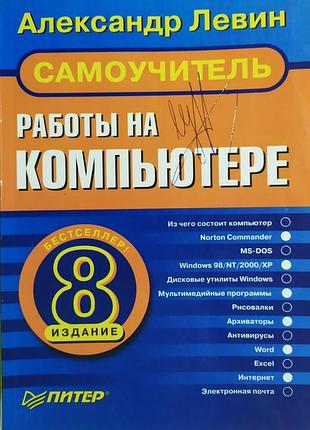 Александр Левин
САМОУЧИТЕЛЬ
РАБОТЫ НА
КОМПЬЮТЕРЕ
БЕСТСЕЛЛЕР!
8
ИЗДАНИЕ
Из чего состоит компьютер
Norton Commander
MS-DOS
Windows 98/NT/2000/XP
Дисковые утилиты Windows
Мультимедийные программы
Рисовалки
Архиваторы
Антивирусы
Word
Excel
Интернет
Электронная почта
ПИТЕР